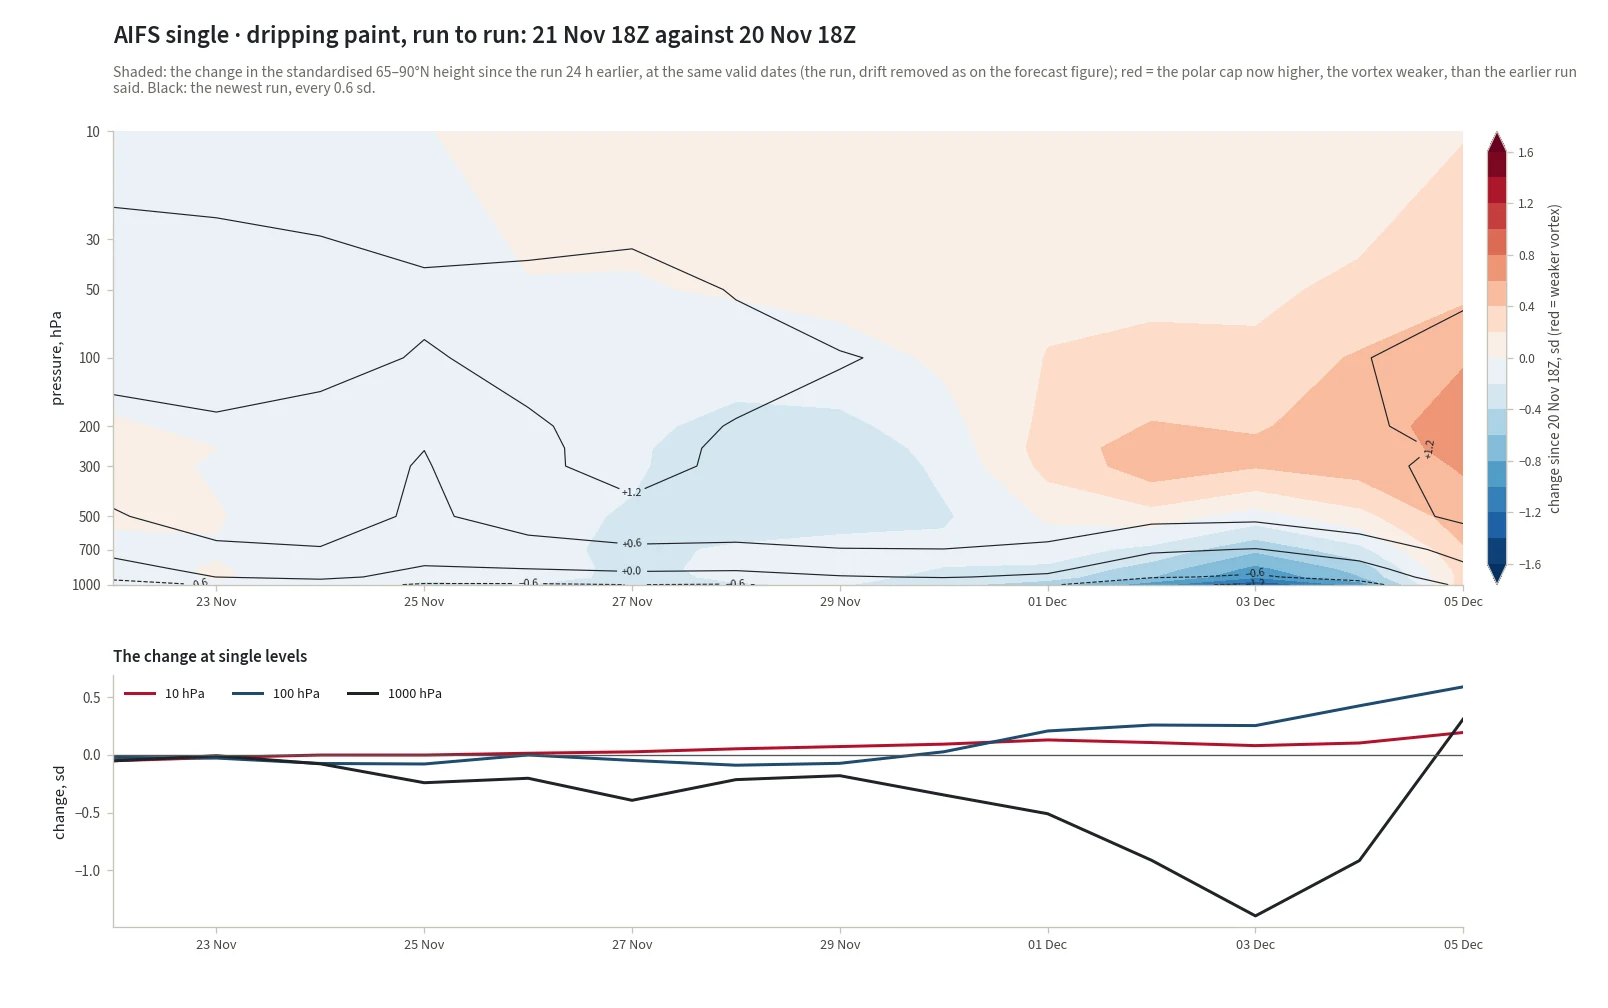 AIFS single · dripping paint, run to run: 21 Nov 18Z against 20 Nov 18Z
Shaded: the change in the standardised 65–90°N height since the run 24 h earlier, at the same valid dates (the run, drift removed as on the forecast figure); red = the polar cap now higher, the vortex weaker, than the earlier run
said. Black: the newest run, every 0.6 sd.
pressure, hPa
10
30
50
100
200
300
500
700
1000
+1.2
+0.6
+0.0
−0.6
−0.6
−0.6
+1.2
23 Nov
25 Nov
27 Nov
29 Nov
01 Dec
03 Dec
05 Dec
1.6
1.2
0.8
0.4
0.0
−0.4
−0.8
−1.2
−1.6
change since 20 Nov 18Z, sd (red = weaker vortex)
The change at single levels
10 hPa
100 hPa
1000 hPa
change, sd
0.5
0.0
−0.5
−1.0
23 Nov
25 Nov
27 Nov
29 Nov
01 Dec
03 Dec
05 Dec